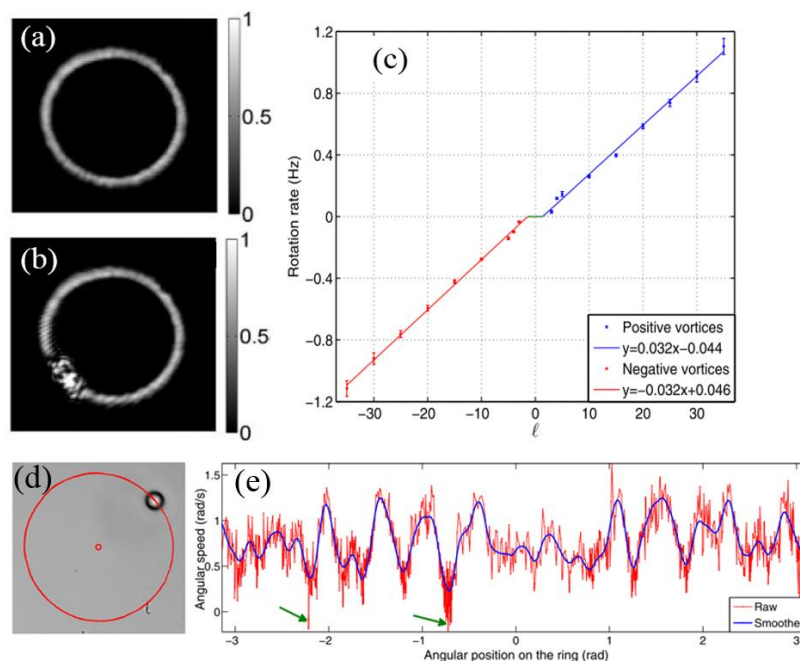 (a)
1
0.5
0
(b)
1
0.5
0
(c)
Rotation rate (Hz)
1.2
0.8
0.4
0
−0.4
−0.8
−1.2
−30
−20
−10
0
10
20
30
ℓ
Positive vortices
y=0.032x−0.044
Negative vortices
y=−0.032x+0.046
(d)
(e)
Angular speed (rad/s)
1.5
1
0.5
0
−3
−2
−1
0
1
2
3
Angular position on the ring (rad)
Raw
Smoothe